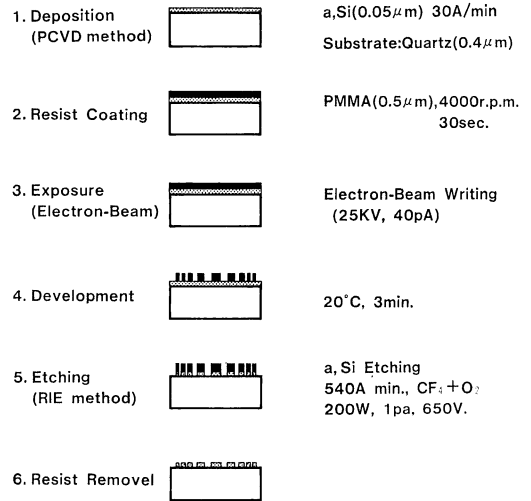 1. Deposition
(PCVD method)
a,Si(0.05μm) 30A/min
Substrate:Quartz(0.4μm)
2. Resist Coating
PMMA(0.5μm),4000r.p.m.
30sec.
3. Exposure
(Electron-Beam)
Electron-Beam Writing
(25KV, 40pA)
4. Development
20°C, 3min.
5. Etching
(RIE method)
a, Si Etching
540A min., CF₄+O₂
200W, 1pa, 650V.
6. Resist Removel